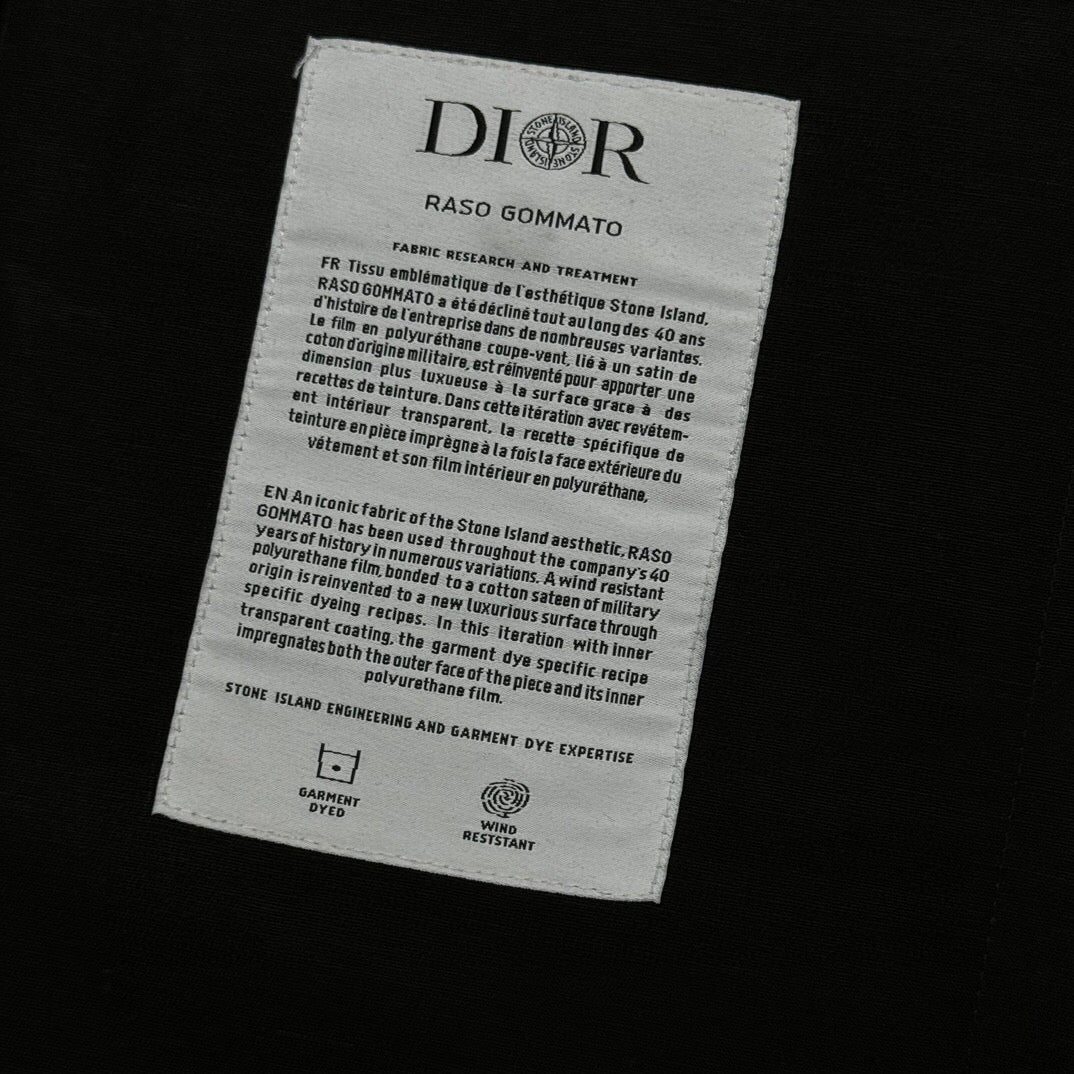 DIOR
STONE ISLAND STONE ISLAND
RASO GOMMATO
FABRIC RESEARCH AND TREATMENT
FR Tissu emblématique de l'esthétique Stone Island,
RASO GOMMATO a été décliné tout au long des 40 ans
d'histoire de l'entreprise dans de nombreuses variantes.
Le film en polyuréthane coupe-vent, lié à un satin de
coton d'origine militaire, est réinventé pour apporter une
dimension plus luxueuse à la surface grace à des
recettes de teinture. Dans cette itération avec revétem-
ent intérieur transparent, la recette spécifique de
teinture en pièce imprègne à la fois la face extérieure du
vétement et son film intérieur en polyuréthane,
EN An iconic fabric of the Stone Island aesthetic, RASO
GOMMATO has been used throughout the company's 40
years of history in numerous variations. A wind resistant
polyurethane film, bonded to a cotton sateen of military
origin is reinvented to a new luxurious surface through
specific dyeing recipes. In this iteration with inner
transparent coating, the garment dye specific recipe
impregnates both the outer face of the piece and its inner
polyurethane film.
STONE ISLAND ENGINEERING AND GARMENT DYE EXPERTISE
GARMENT
DYED
WIND
RESTSTANT